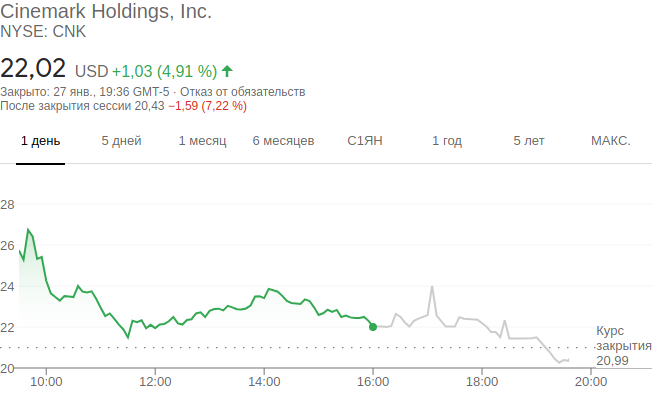 Cinemark Holdings, Inc.
NYSE: CNK
22,02 USD +1,03 (4,91 %)
Закрыто: 27 янв., 19:36 GMT-5 · Отказ от обязательств
После закрытия сессии 20,43 −1,59 (7,22 %)
1 день 5 дней 1 месяц 6 месяцев С1ЯН 1 год 5 лет МАКС.
28
26
24
22
Курс
закрытия
20,99
20
10:00 12:00 14:00 16:00 18:00 20:00